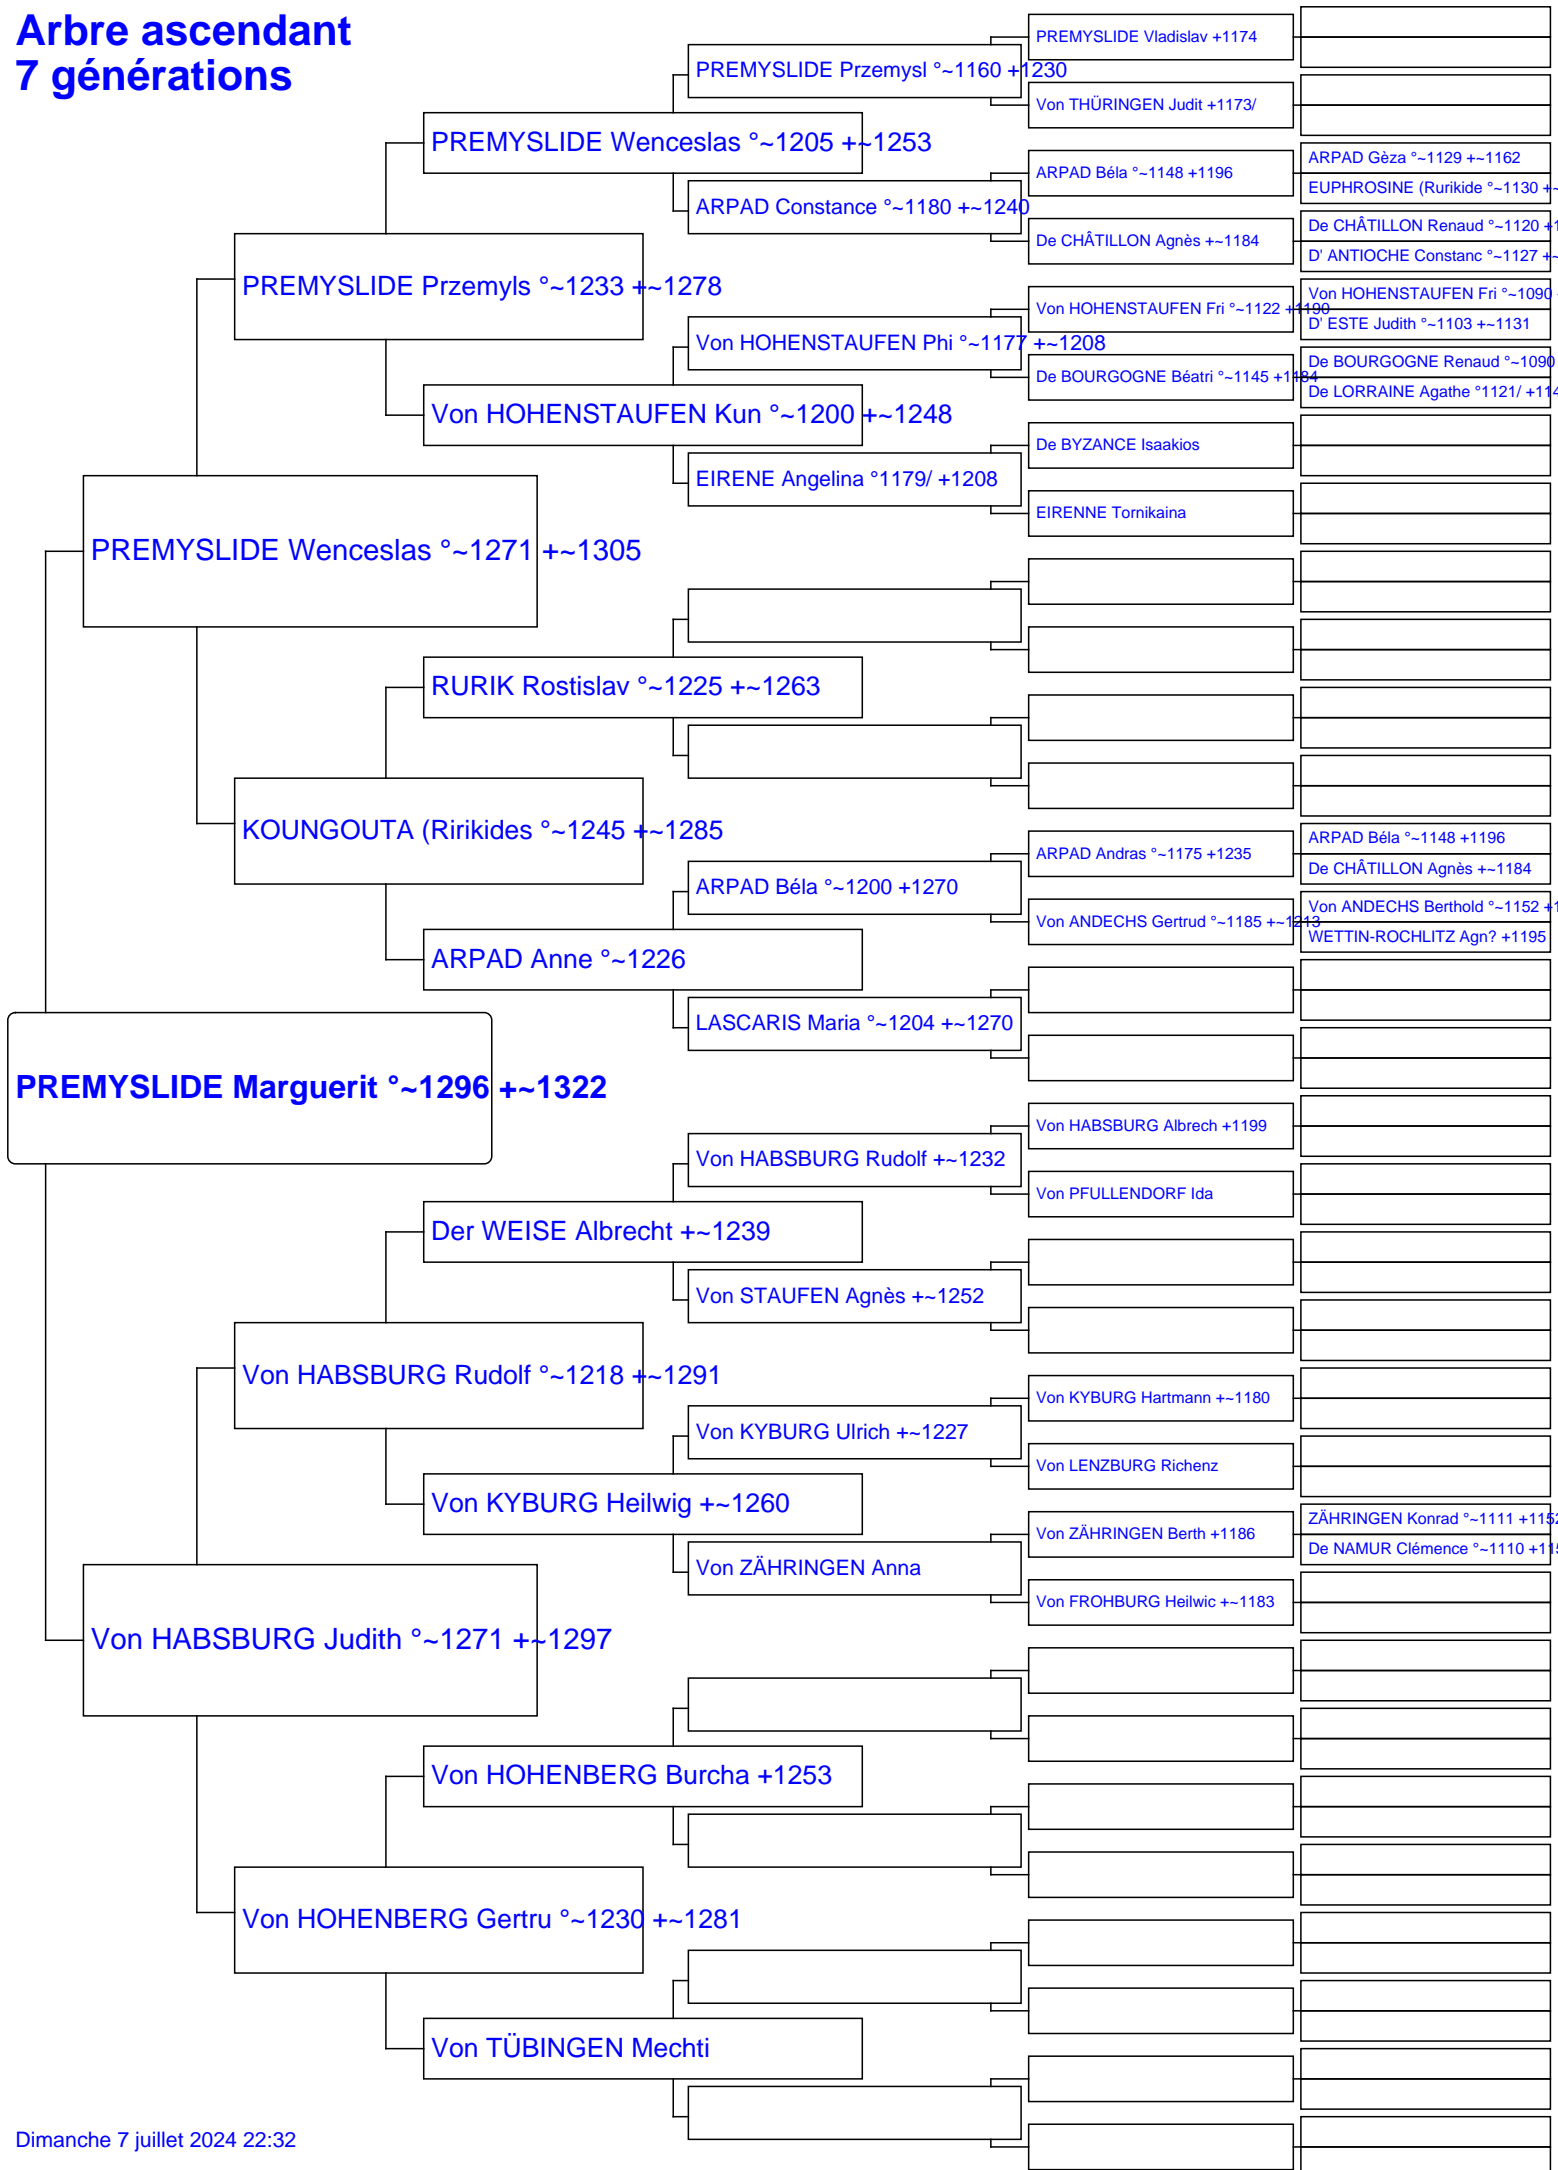 Arbre ascendant
7 générations
PREMYSLIDE Vladislav +1174
PREMYSLIDE Przemysl °~1160 +1230
Von THÜRINGEN Judit +1173/
PREMYSLIDE Wenceslas °~1205 +~1253
ARPAD Gèza °~1129 +~1162
ARPAD Béla °~1148 +1196
EUPHROSINE (Rurikide °~1130 +~
ARPAD Constance °~1180 +~1240
De CHÂTILLON Renaud °~1120 +1
De CHÂTILLON Agnès +~1184
D' ANTIOCHE Constanc °~1127 +~
PREMYSLIDE Przemyls °~1233 +~1278
Von HOHENSTAUFEN Fri °~1090
Von HOHENSTAUFEN Fri °~1122 +1190
D' ESTE Judith °~1103 +~1131
Von HOHENSTAUFEN Phi °~1177 +~1208
De BOURGOGNE Renaud °~1090
De BOURGOGNE Béatri °~1145 +1184
De LORRAINE Agathe °1121/ +114
Von HOHENSTAUFEN Kun °~1200 +~1248
De BYZANCE Isaakios
EIRENE Angelina °1179/ +1208
EIRENNE Tornikaina
PREMYSLIDE Wenceslas °~1271 +~1305
RURIK Rostislav °~1225 +~1263
KOUNGOUTA (Ririkides °~1245 +~1285
ARPAD Béla °~1148 +1196
ARPAD Andras °~1175 +1235
De CHÂTILLON Agnès +~1184
ARPAD Béla °~1200 +1270
Von ANDECHS Berthold °~1152 +1
Von ANDECHS Gertrud °~1185 +~1213
WETTIN-ROCHLITZ Agn? +1195
ARPAD Anne °~1226
LASCARIS Maria °~1204 +~1270
PREMYSLIDE Marguerit °~1296 +~1322
Von HABSBURG Albrech +1199
Von HABSBURG Rudolf +~1232
Von PFULLENDORF Ida
Der WEISE Albrecht +~1239
Von STAUFEN Agnès +~1252
Von HABSBURG Rudolf °~1218 +~1291
Von KYBURG Hartmann +~1180
Von KYBURG Ulrich +~1227
Von LENZBURG Richenz
Von KYBURG Heilwig +~1260
ZÄHRINGEN Konrad °~1111 +1152
Von ZÄHRINGEN Berth +1186
De NAMUR Clémence °~1110 +115
Von ZÄHRINGEN Anna
Von FROHBURG Heilwic +~1183
Von HABSBURG Judith °~1271 +~1297
Von HOHENBERG Burcha +1253
Von HOHENBERG Gertru °~1230 +~1281
Von TÜBINGEN Mechti
Dimanche 7 juillet 2024 22:32